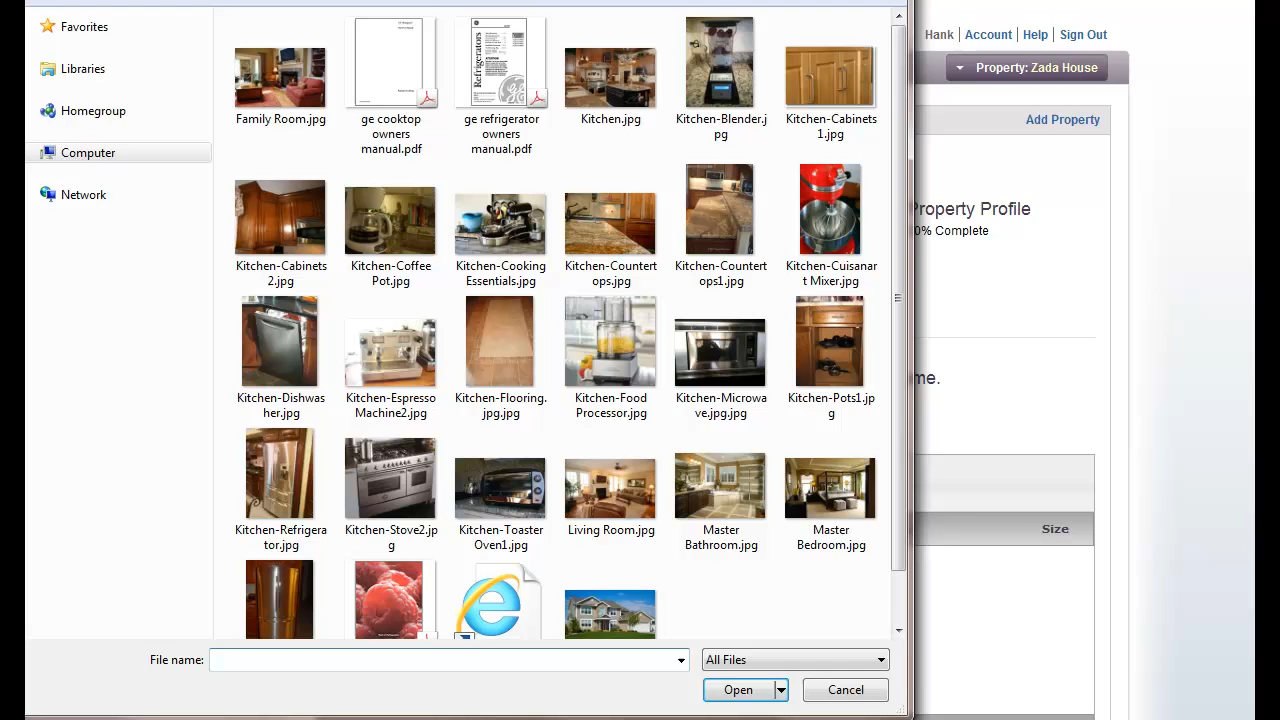 Favorites
Libraries
Homegroup
Computer
Network
Family Room.jpg
ge cooktop
owners
manual.pdf
Refrigerators
ge refrigerator
owners
manual.pdf
Kitchen.jpg
Kitchen-Blender.j
pg
Kitchen-Cabinets
1.jpg
Kitchen-Cabinets
2.jpg
Kitchen-Coffee
Pot.jpg
Kitchen-Cooking
Essentials.jpg
Kitchen-Countert
ops.jpg
Kitchen-Countert
ops1.jpg
Kitchen-Cuisanar
t Mixer.jpg
Kitchen-Dishwas
her.jpg
Kitchen-Espresso
Machine2.jpg
Kitchen-Flooring.
jpg.jpg
Kitchen-Food
Processor.jpg
Kitchen-Microwa
ve.jpg.jpg
Kitchen-Pots1.jp
g
Kitchen-Refrigera
tor.jpg
Kitchen-Stove2.jp
g
Kitchen-Toaster
Oven1.jpg
Living Room.jpg
Master
Bathroom.jpg
Master
Bedroom.jpg
File name:
All Files
Open
Cancel
Hank Account Help Sign Out
Property: Zada House
Add Property
Property Profile
0% Complete
me.
Size